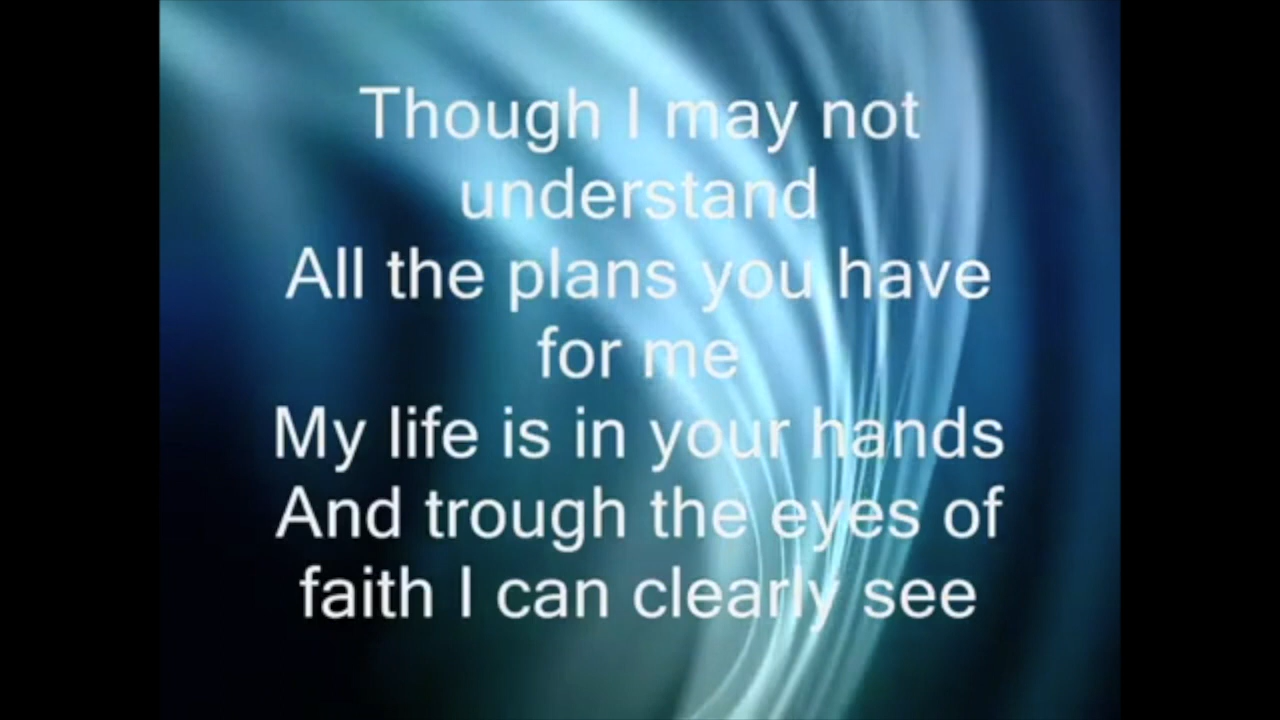 Though I may not
understand
All the plans you have
for me
My life is in your hands
And trough the eyes of
faith I can clearly see